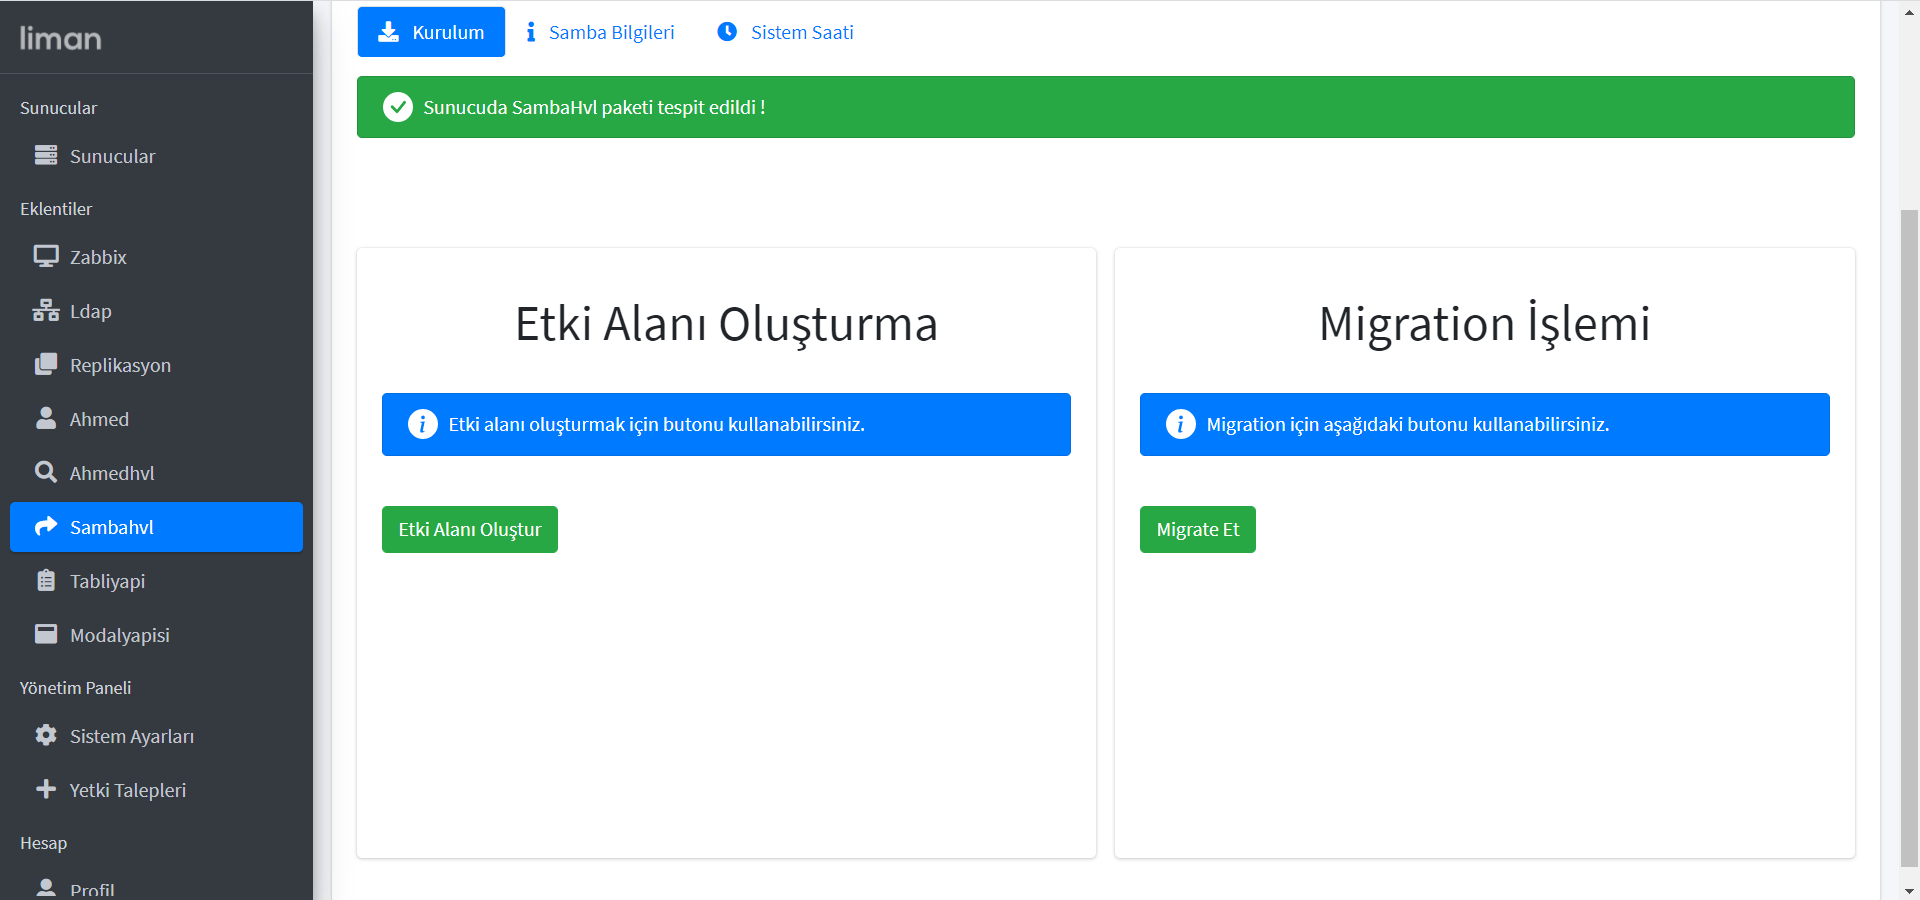 liman
Sunucular
Sunucular
Eklentiler
Zabbix
Ldap
Replikasyon
Ahmed
Ahmedhvl
Sambahvl
Tabliyapi
Modalyapisi
Yönetim Paneli
Sistem Ayarları
Yetki Talepleri
Hesap
Profil
Kurulum
Samba Bilgileri
Sistem Saati
Sunucuda SambaHvl paketi tespit edildi !
Etki Alanı Oluşturma
Etki alanı oluşturmak için butonu kullanabilirsiniz.
Etki Alanı Oluştur
Migration İşlemi
Migration için aşağıdaki butonu kullanabilirsiniz.
Migrate Et